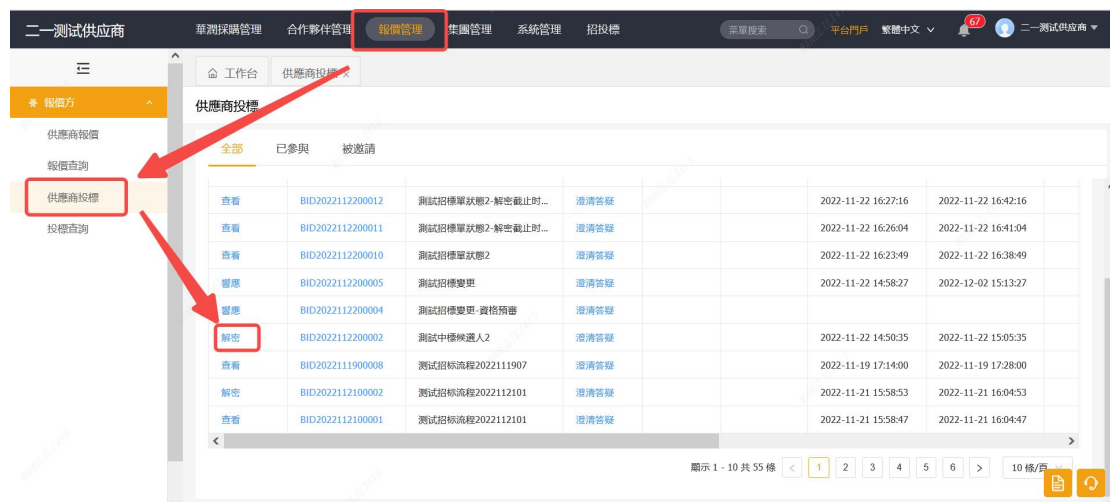 二一测试供应商 華潤採購管理 合作夥伴管理 報價管理 集團管理 系統管理 招投標 菜單搜索 平台門戶 繁體中文 67 二一测试供应商
工作台 供應商投標 ×
報價方
供應商報價
報價查詢
供應商投標
投標查詢
供應商投標
全部 已參與 被邀請
查看 BID2022112200012 測試招標單狀態2-解密截止时... 澄清答疑 2022-11-22 16:27:16 2022-11-22 16:42:16
查看 BID2022112200011 測試招標單狀態2-解密截止时... 澄清答疑 2022-11-22 16:26:04 2022-11-22 16:41:04
查看 BID2022112200010 測試招標單狀態2 澄清答疑 2022-11-22 16:23:49 2022-11-22 16:38:49
響應 BID2022112200005 測試招標變更 澄清答疑 2022-11-22 14:58:27 2022-12-02 15:13:27
響應 BID2022112200004 測試招標變更-資格預審 澄清答疑
解密 BID2022112200002 測試中標候選人2 澄清答疑 2022-11-22 14:50:35 2022-11-22 15:05:35
查看 BID2022111900008 测试招标流程2022111907 澄清答疑 2022-11-19 17:14:00 2022-11-19 17:28:00
解密 BID2022112100002 测试招标流程2022112101 澄清答疑 2022-11-21 15:58:53 2022-11-21 16:04:53
查看 BID2022112100001 测试招标流程2022112101 澄清答疑 2022-11-21 15:58:47 2022-11-21 16:04:47
顯示 1 - 10 共 55 條 < 1 2 3 4 5 6 > 10 條/頁